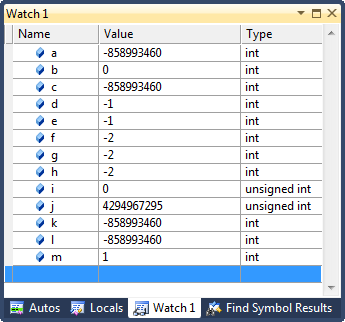 Watch 1
Name Value Type
a -858993460 int
b 0 int
c -858993460 int
d -1 int
e -1 int
f -2 int
g -2 int
h -2 int
i 0 unsigned int
j 4294967295 unsigned int
k -858993460 int
l -858993460 int
m 1 int
Autos Locals Watch 1 Find Symbol Results